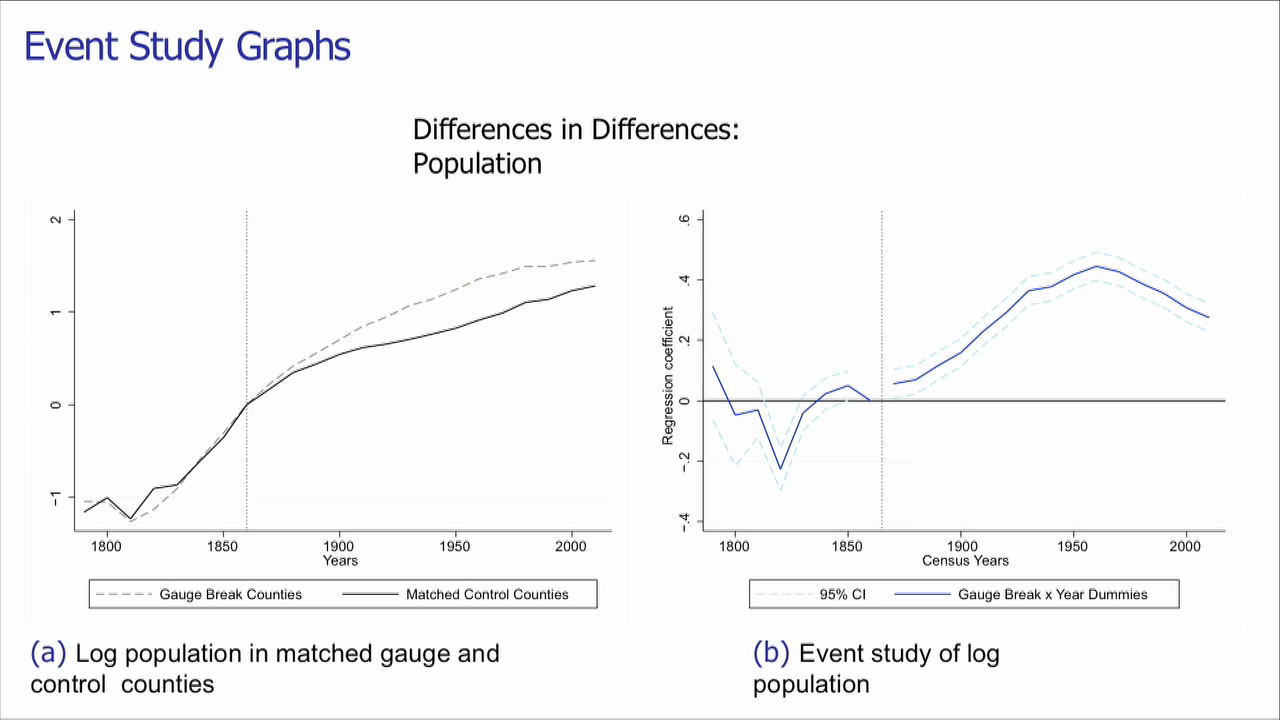 Event Study Graphs
Differences in Differences:
Population
2
1
0
−1
1800 1850 1900 1950 2000
Years
Gauge Break Counties Matched Control Counties
Regression coefficient
.6
.4
.2
0
−.2
−.4
1800 1850 1900 1950 2000
Census Years
95% CI Gauge Break x Year Dummies
(a) Log population in matched gauge and
control counties
(b) Event study of log
population